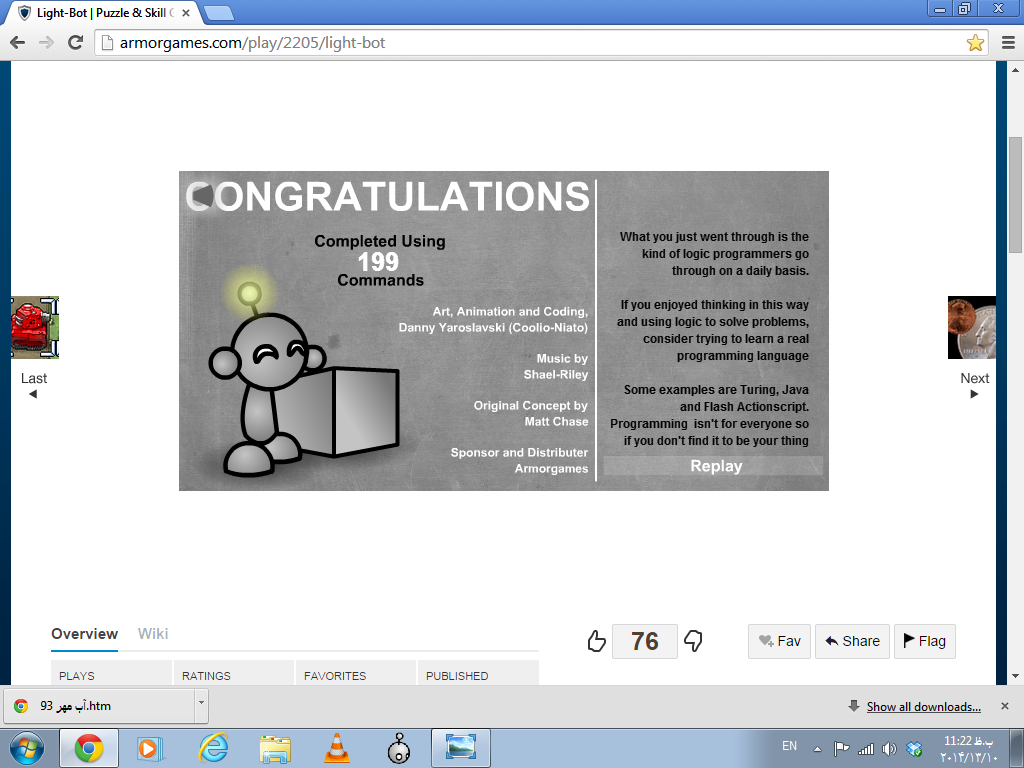 Light-Bot | Puzzle & Skill G
armorgames.com/play/2205/light-bot
CONGRATULATIONS
Completed Using
199
Commands
Art, Animation and Coding,
Danny Yaroslavski (Coolio-Niato)
Music by
Shael-Riley
Original Concept by
Matt Chase
Sponsor and Distributer
Armorgames
What you just went through is the
kind of logic programmers go
through on a daily basis.
If you enjoyed thinking in this way
and using logic to solve problems,
consider trying to learn a real
programming language
Some examples are Turing, Java
and Flash Actionscript.
Programming isn't for everyone so
if you don't find it to be your thing
Replay
Last
Next
Overview
Wiki
76
Fav
Share
Flag
PLAYS
RATINGS
FAVORITES
PUBLISHED
آب مهر 93.htm
Show all downloads...
EN
11:22 ب.ظ